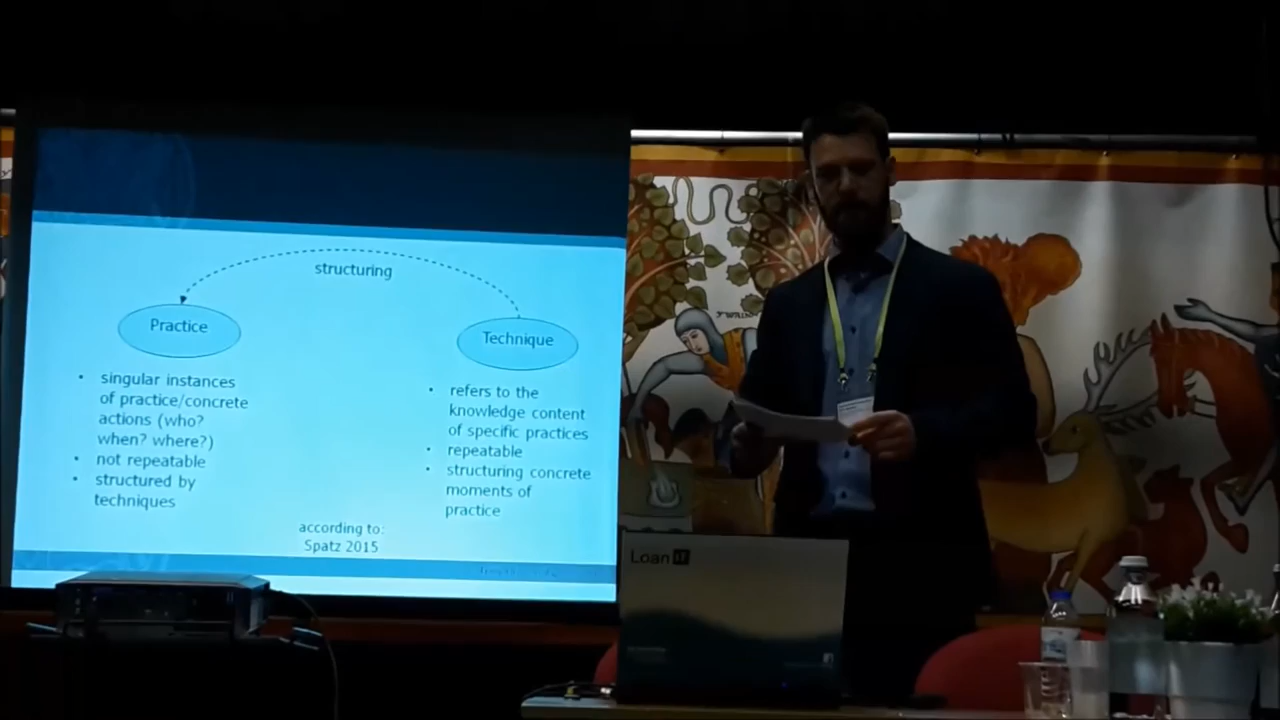 structuring
Practice
• singular instances
of practice/concrete
actions (who?
when? where?)
• not repeatable
• structured by
techniques
Technique
• refers to the
knowledge content
of specific practices
• repeatable
• structuring concrete
moments of
practice
according to:
Spatz 2015
Loan IT